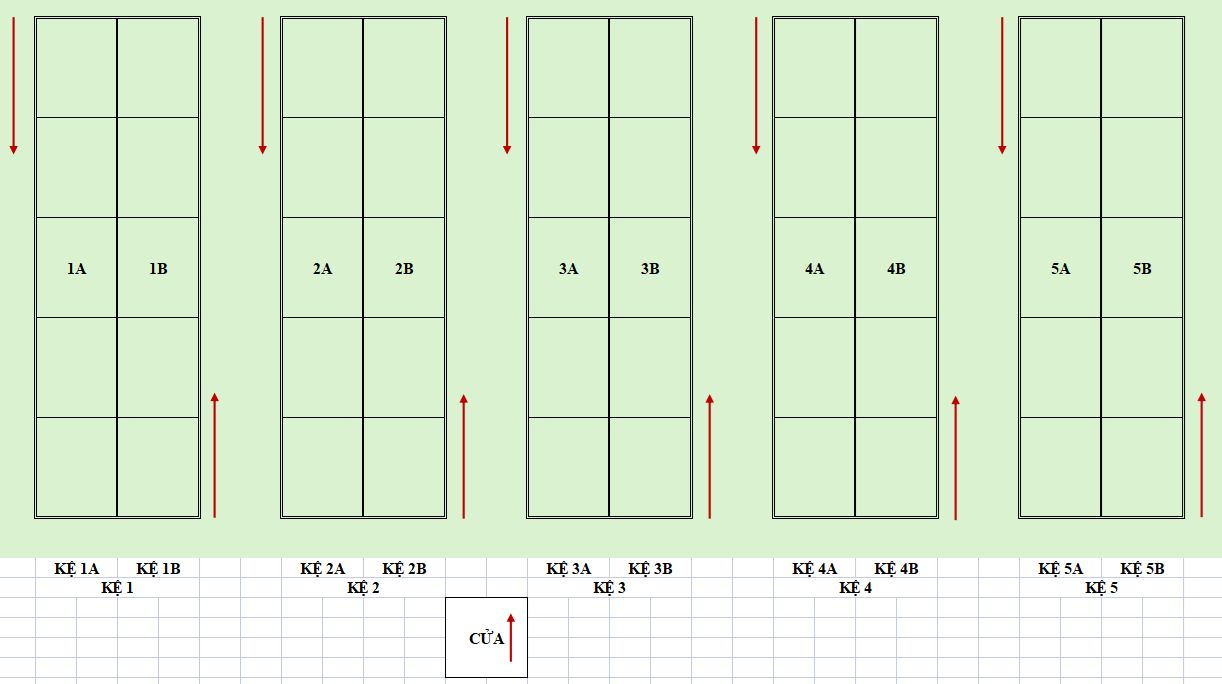 1A 1B 2A 2B 3A 3B 4A 4B 5A 5B
KỆ 1A KỆ 1B KỆ 2A KỆ 2B KỆ 3A KỆ 3B KỆ 4A KỆ 4B KỆ 5A KỆ 5B
KỆ 1 KỆ 2 KỆ 3 KỆ 4 KỆ 5
CỬA